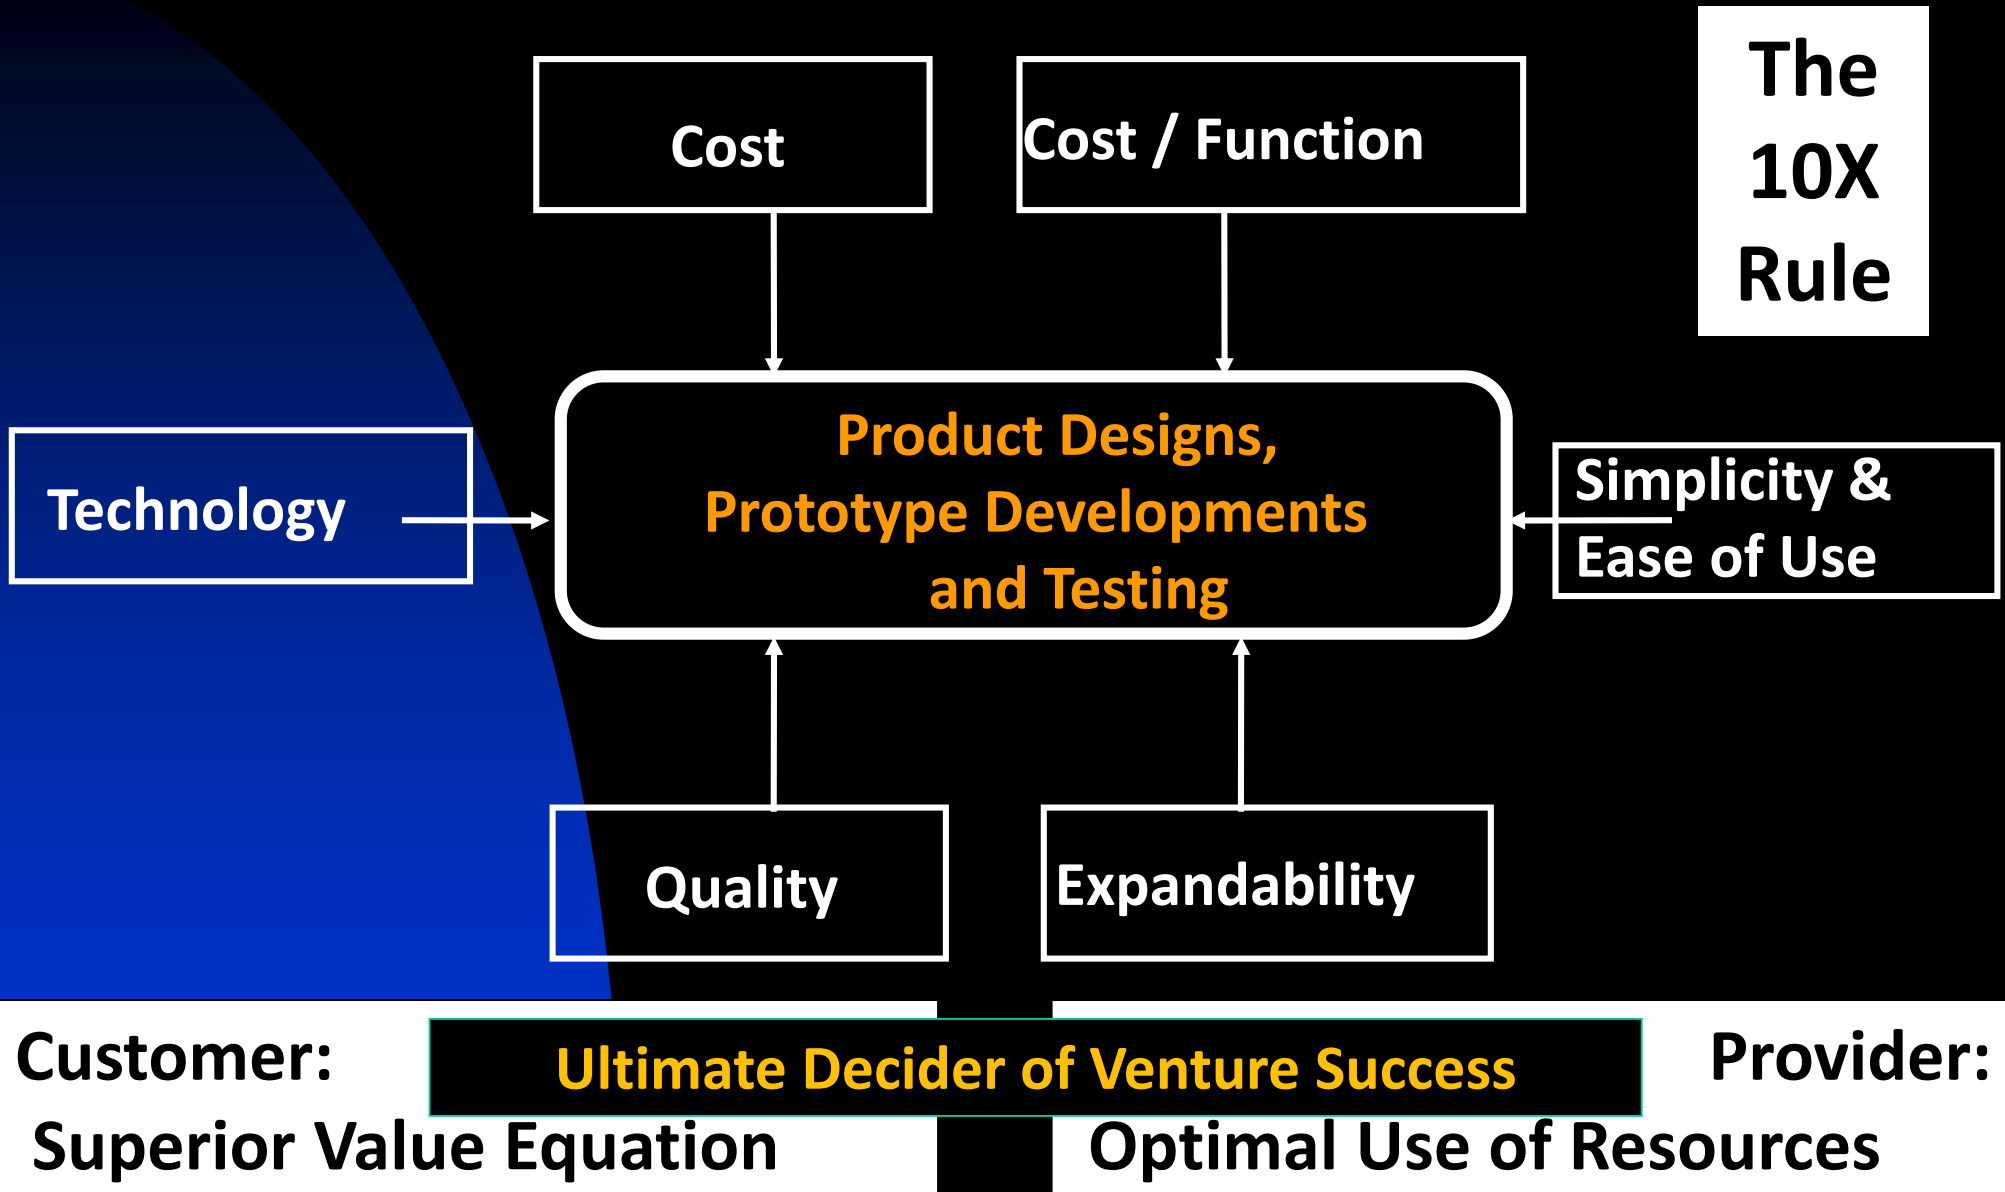 The
10X
Rule
Cost
Cost / Function
Technology
Product Designs,
Prototype Developments
and Testing
Simplicity &
Ease of Use
Quality
Expandability
Customer:
Superior Value Equation
Ultimate Decider of Venture Success
Provider:
Optimal Use of Resources